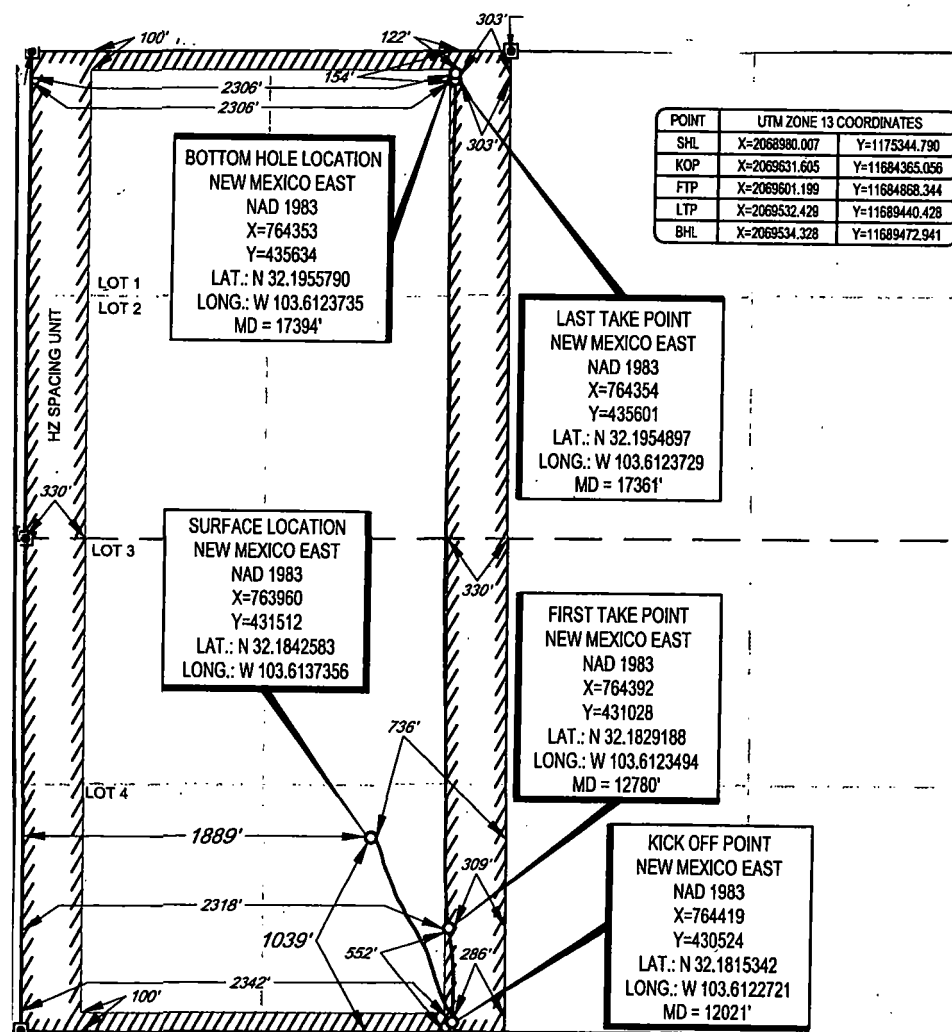 100'
122'
303'
154'
2306'
2306'
303'
POINT UTM ZONE 13 COORDINATES
SHL X=2068980.007 Y=1175344.790
KOP X=2069631.605 Y=11684365.056
FTP X=2069601.199 Y=11684868.344
LTP X=2069532.429 Y=11689440.428
BHL X=2069534.328 Y=11689472.941
BOTTOM HOLE LOCATION
NEW MEXICO EAST
NAD 1983
X=764353
Y=435634
LAT.: N 32.1955790
LONG.: W 103.6123735
MD = 17394'
LOT 1
LOT 2
HZ SPACING UNIT
LAST TAKE POINT
NEW MEXICO EAST
NAD 1983
X=764354
Y=435601
LAT.: N 32.1954897
LONG.: W 103.6123729
MD = 17361'
330'
LOT 3
SURFACE LOCATION
NEW MEXICO EAST
NAD 1983
X=763960
Y=431512
LAT.: N 32.1842583
LONG.: W 103.6137356
330'
FIRST TAKE POINT
NEW MEXICO EAST
NAD 1983
X=764392
Y=431028
LAT.: N 32.1829188
LONG.: W 103.6123494
MD = 12780'
736'
LOT 4
1889'
309'
KICK OFF POINT
NEW MEXICO EAST
NAD 1983
X=764419
Y=430524
LAT.: N 32.1815342
LONG.: W 103.6122721
MD = 12021'
2318'
1039'
552'
286'
2342'
100'